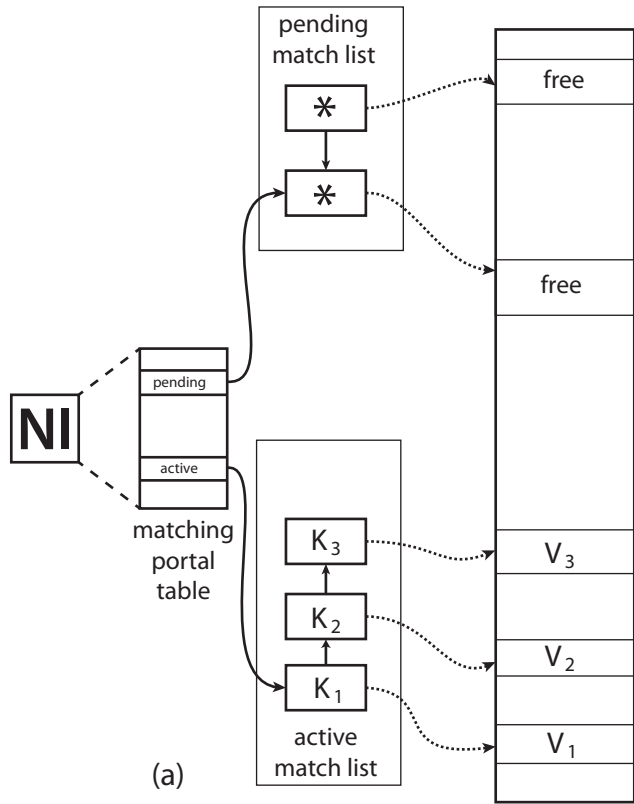 pending
match list
*
*
free
free
pending
NI
active
matching
portal
table
K₃
V₃
K₂
V₂
K₁
V₁
active
match list
(a)